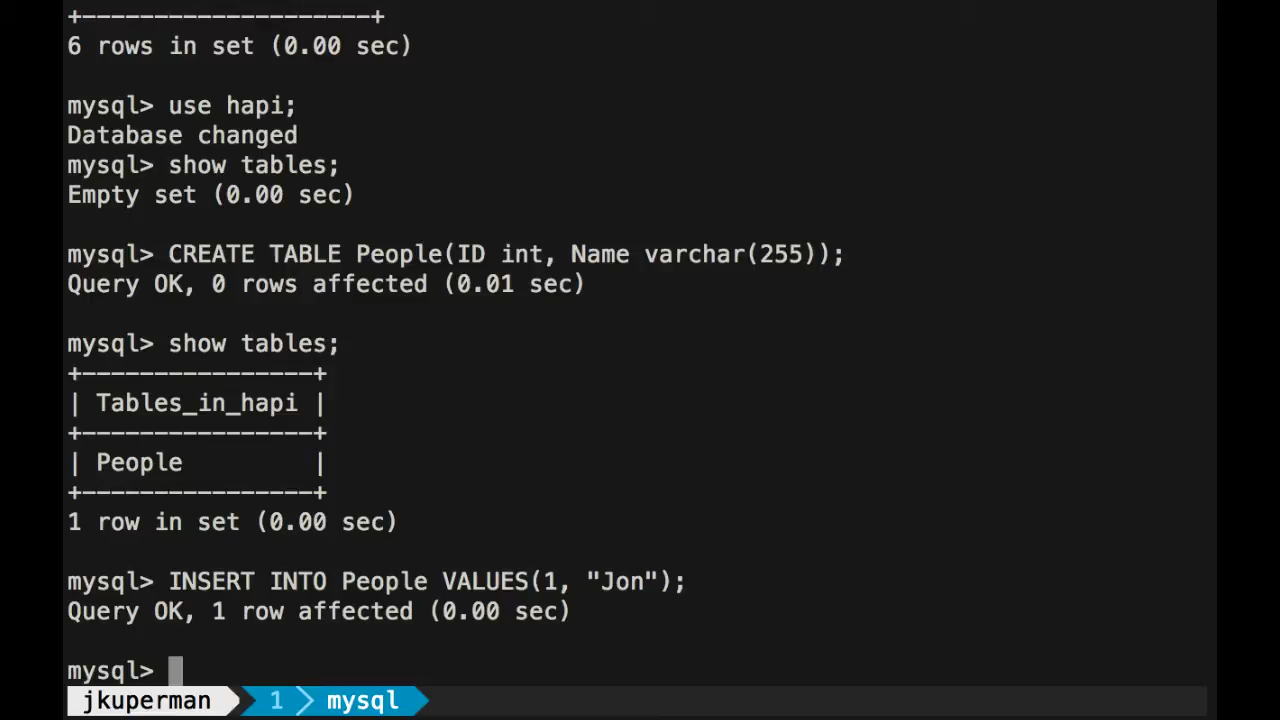 +--------------------+
6 rows in set (0.00 sec)
mysql> use hapi;
Database changed
mysql> show tables;
Empty set (0.00 sec)
mysql> CREATE TABLE People(ID int, Name varchar(255));
Query OK, 0 rows affected (0.01 sec)
mysql> show tables;
+----------------+
| Tables_in_hapi |
+----------------+
| People         |
+----------------+
1 row in set (0.00 sec)
mysql> INSERT INTO People VALUES(1, "Jon");
Query OK, 1 row affected (0.00 sec)
mysql>
jkuperman 1 mysql